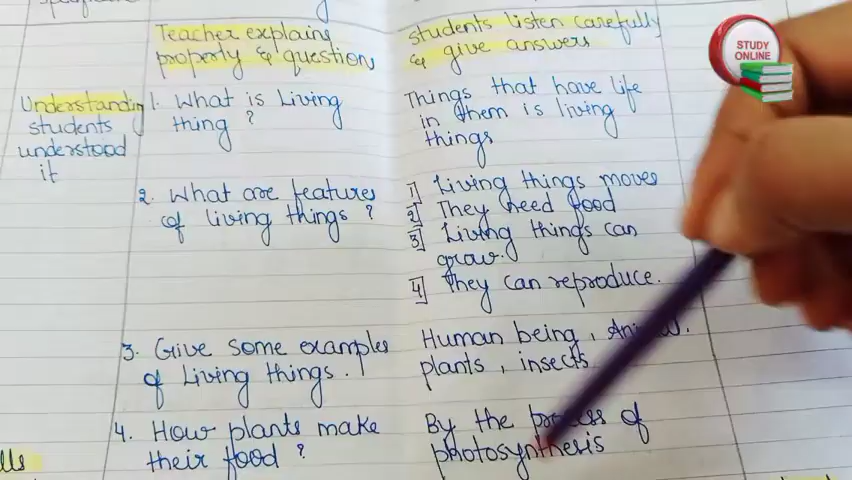 Teacher explains
properly & question
students listen carefully
& give answers
STUDY
ONLINE
Understanding
students
understood
it
1. What is Living
thing ?
Things that have life
in them is living
things
2. What are features
of living things ?
1] Living things moves
2] They need food
3] Living things can
grow.
4] They can reproduce.
3. Give some examples
of Living things.
Human being, Animal.
plants, insects
4. How plants make
their food ?
By the process of
photosynthesis